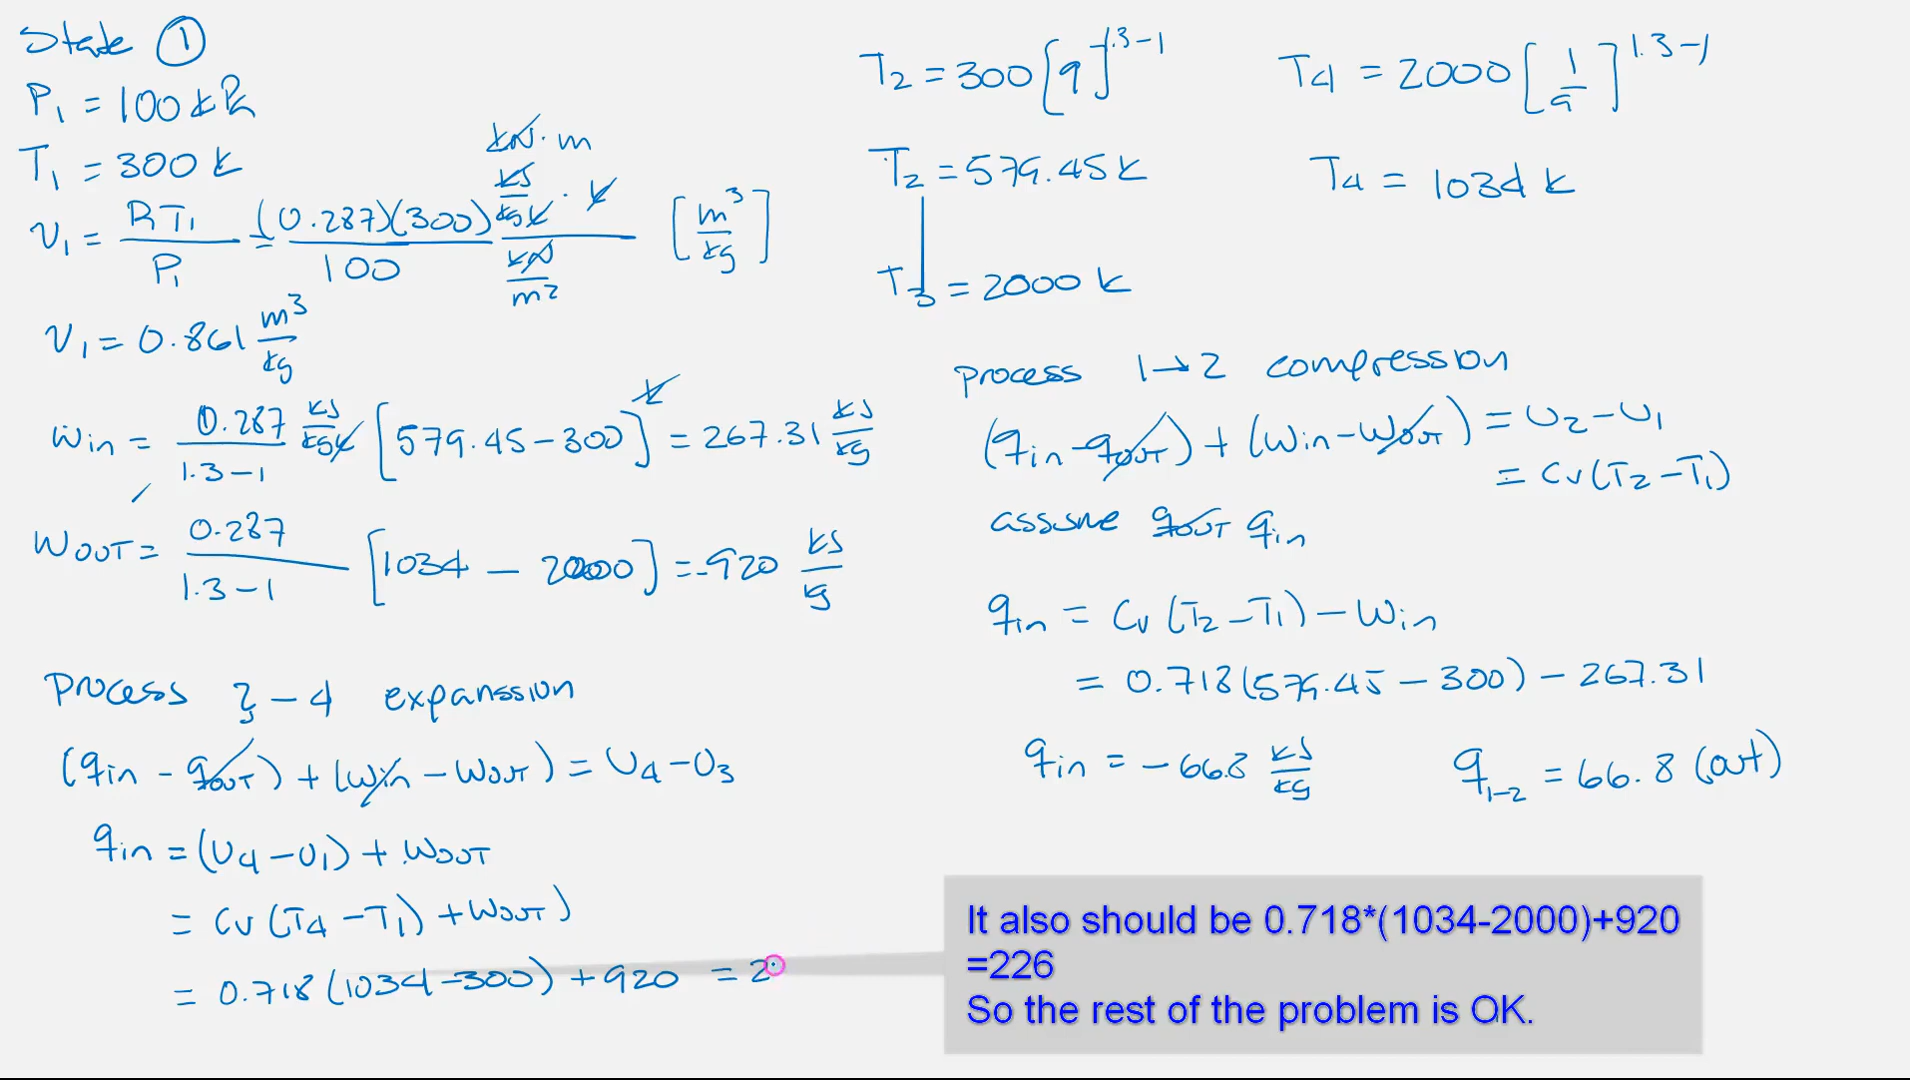 State ①
P₁ = 100 kPa
T₁ = 300 k
v₁ = RT₁ / P₁ = (0.287)(300) / 100 kN·m kJ/kgk · k / kN/m² [m³/kg]
v₁ = 0.861 m³/kg
Win = 0.287 / 1.3-1 kJ/kgk [579.45-300] k = 267.31 kJ/kg
WOUT = 0.287 / 1.3-1 [1034 - 2000] = -920 kJ/kg
Process 3-4 expanssion
(qin - qout) + (win - WOUT) = U4-U3
qin = (U4-U1) + WOUT
= Cv(T4-T1) + WOUT)
= 0.718(1034-300) + 920 = 2
T2 = 300 [9]^1.3-1
T2 = 579.45 k
T3 = 2000 k
T4 = 2000 [1/9]^1.3-1
T4 = 1034 k
process 1→2 compression
(qin - qout) + (win - wout) = U2-U1
= Cv(T2-T1)
assume qout qin
qin = Cv(T2-T1) - Win
= 0.718(579.45-300) - 267.31
qin = -66.8 kJ/kg
q1-2 = 66.8 (out)
It also should be 0.718*(1034-2000)+920
=226
So the rest of the problem is OK.